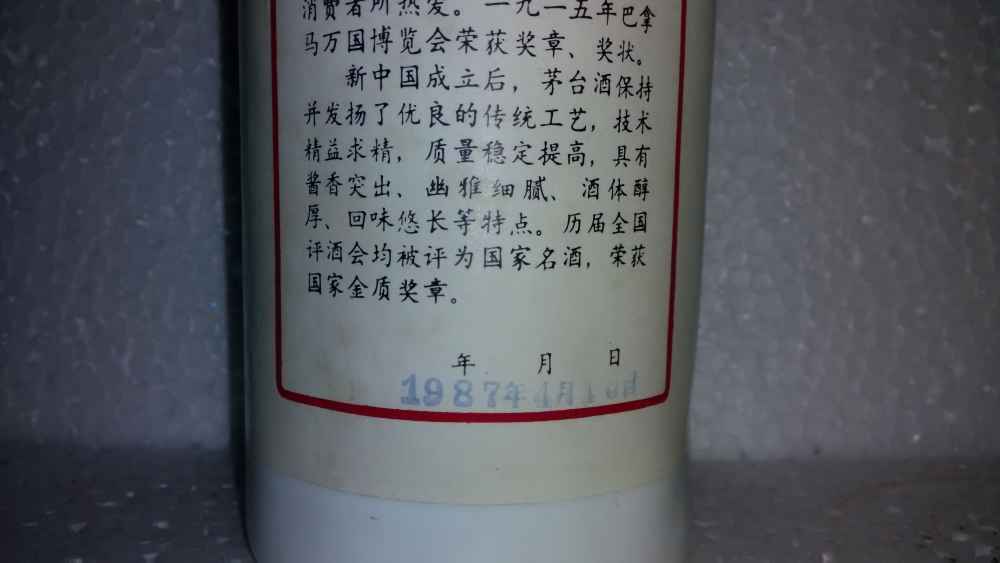 消费者所热爱。一九一五年巴拿
马万国博览会荣获奖章、奖状。
新中国成立后，茅台酒保持
并发扬了优良的传统工艺，技术
精益求精，质量稳定提高，具有
酱香突出、幽雅细腻、酒体醇
厚、回味悠长等特点。历届全国
评酒会均被评为国家名酒，荣获
国家金质奖章。
年 月 日
1987年4月 日